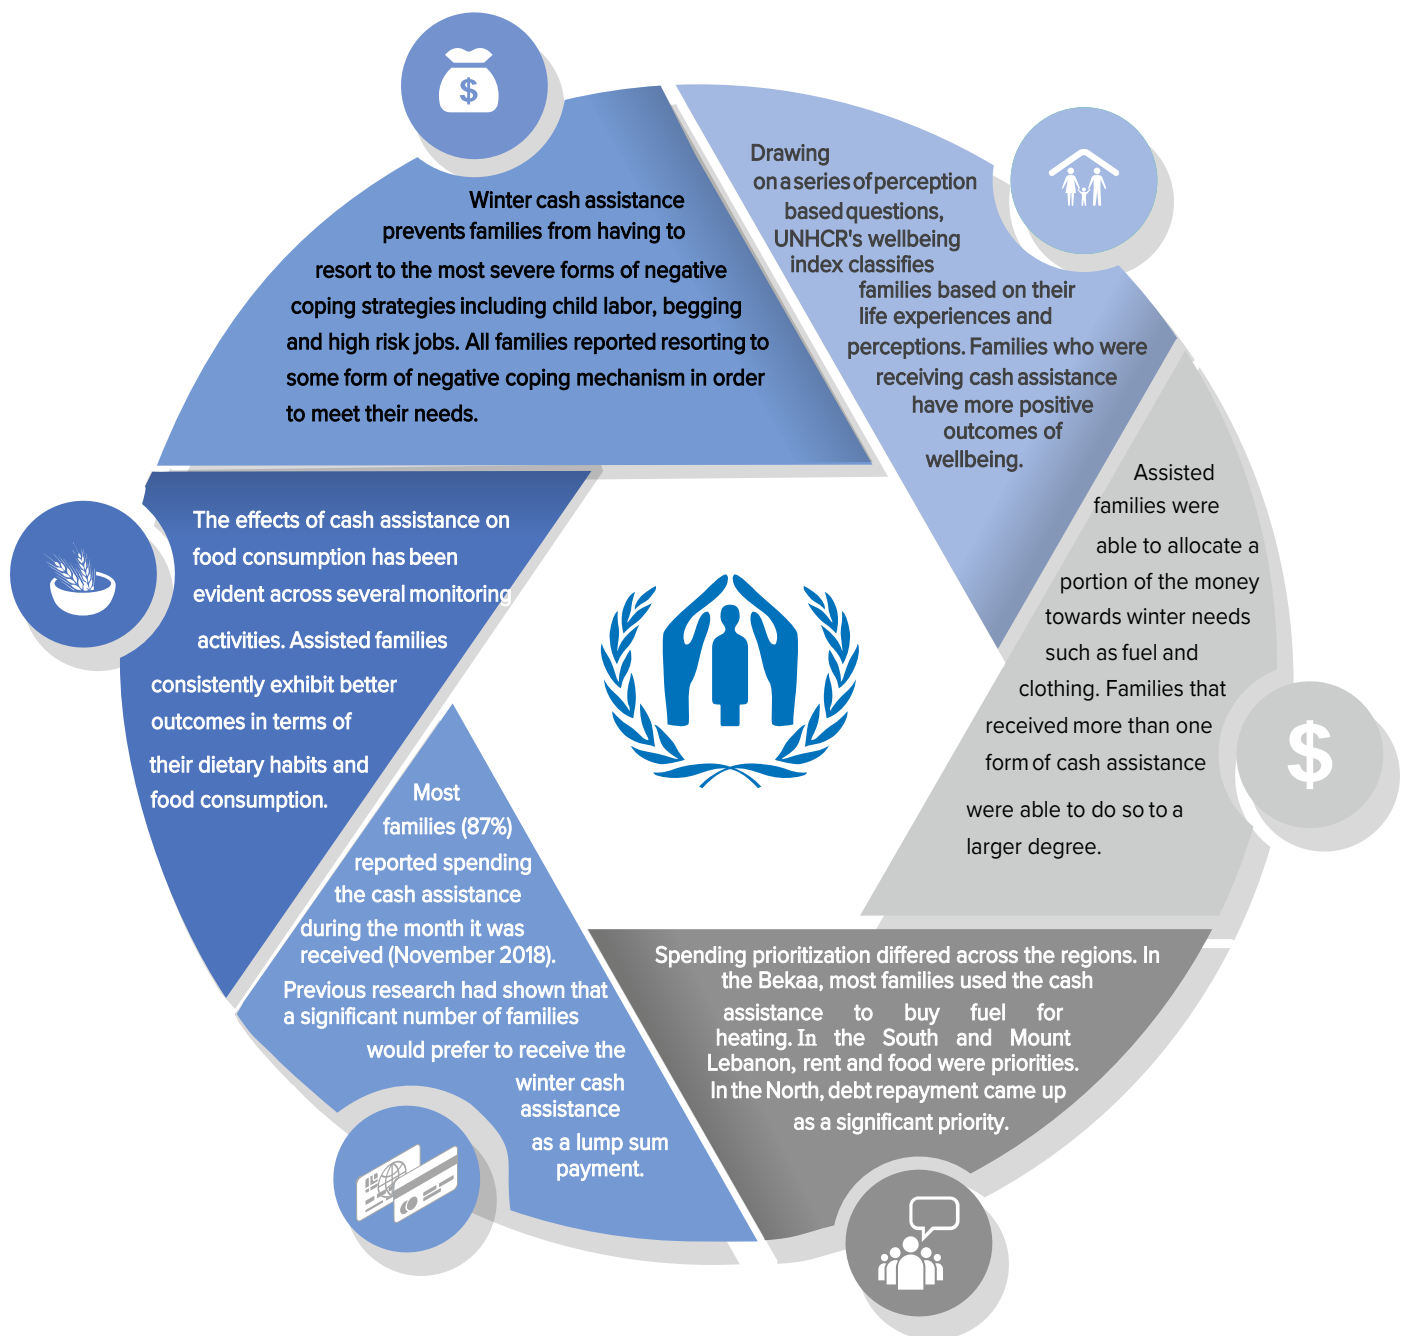 Winter cash assistance
prevents families from having to
resort to the most severe forms of negative
coping strategies including child labor, begging
and high risk jobs. All families reported resorting to
some form of negative coping mechanism in order
to meet their needs.
Drawing
on a series of perception
based questions,
UNHCR's wellbeing
index classifies
families based on their
life experiences and
perceptions. Families who were
receiving cash assistance
have more positive
outcomes of
wellbeing.
Assisted
families were
able to allocate a
portion of the money
towards winter needs
such as fuel and
clothing. Families that
received more than one
form of cash assistance
were able to do so to a
larger degree.
Spending prioritization differed across the regions. In
the Bekaa, most families used the cash
assistance to buy fuel for
heating. In the South and Mount
Lebanon, rent and food were priorities.
In the North, debt repayment came up
as a significant priority.
Most
families (87%)
reported spending
the cash assistance
during the month it was
received (November 2018).
Previous research had shown that
a significant number of families
would prefer to receive the
winter cash
assistance
as a lump sum
payment.
The effects of cash assistance on
food consumption has been
evident across several monitoring
activities. Assisted families
consistently exhibit better
outcomes in terms of
their dietary habits and
food consumption.
$
$